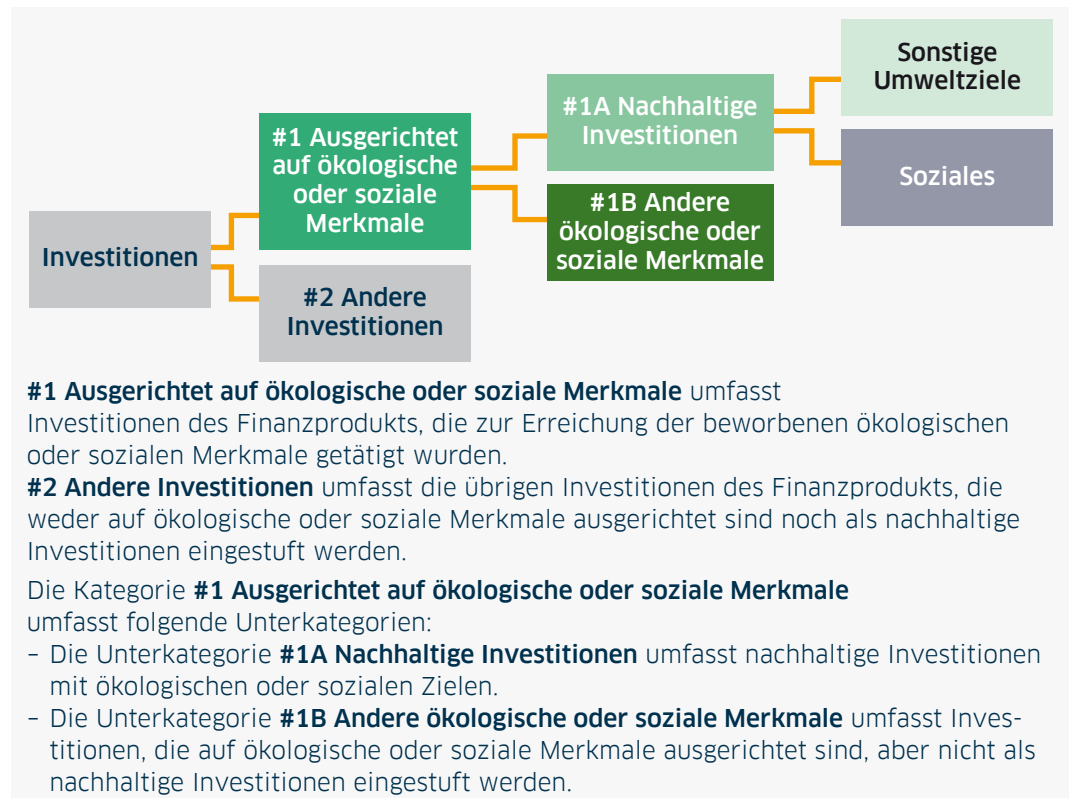 Sonstige
Umweltziele
#1A Nachhaltige
Investitionen
#1 Ausgerichtet
auf ökologische
oder soziale
Merkmale
Soziales
#1B Andere
ökologische oder
soziale Merkmale
Investitionen
#2 Andere
Investitionen
#1 Ausgerichtet auf ökologische oder soziale Merkmale umfasst
Investitionen des Finanzprodukts, die zur Erreichung der beworbenen ökologischen
oder sozialen Merkmale getätigt wurden.
#2 Andere Investitionen umfasst die übrigen Investitionen des Finanzprodukts, die
weder auf ökologische oder soziale Merkmale ausgerichtet sind noch als nachhaltige
Investitionen eingestuft werden.
Die Kategorie #1 Ausgerichtet auf ökologische oder soziale Merkmale
umfasst folgende Unterkategorien:
– Die Unterkategorie #1A Nachhaltige Investitionen umfasst nachhaltige Investitionen
mit ökologischen oder sozialen Zielen.
– Die Unterkategorie #1B Andere ökologische oder soziale Merkmale umfasst Inves-
titionen, die auf ökologische oder soziale Merkmale ausgerichtet sind, aber nicht als
nachhaltige Investitionen eingestuft werden.